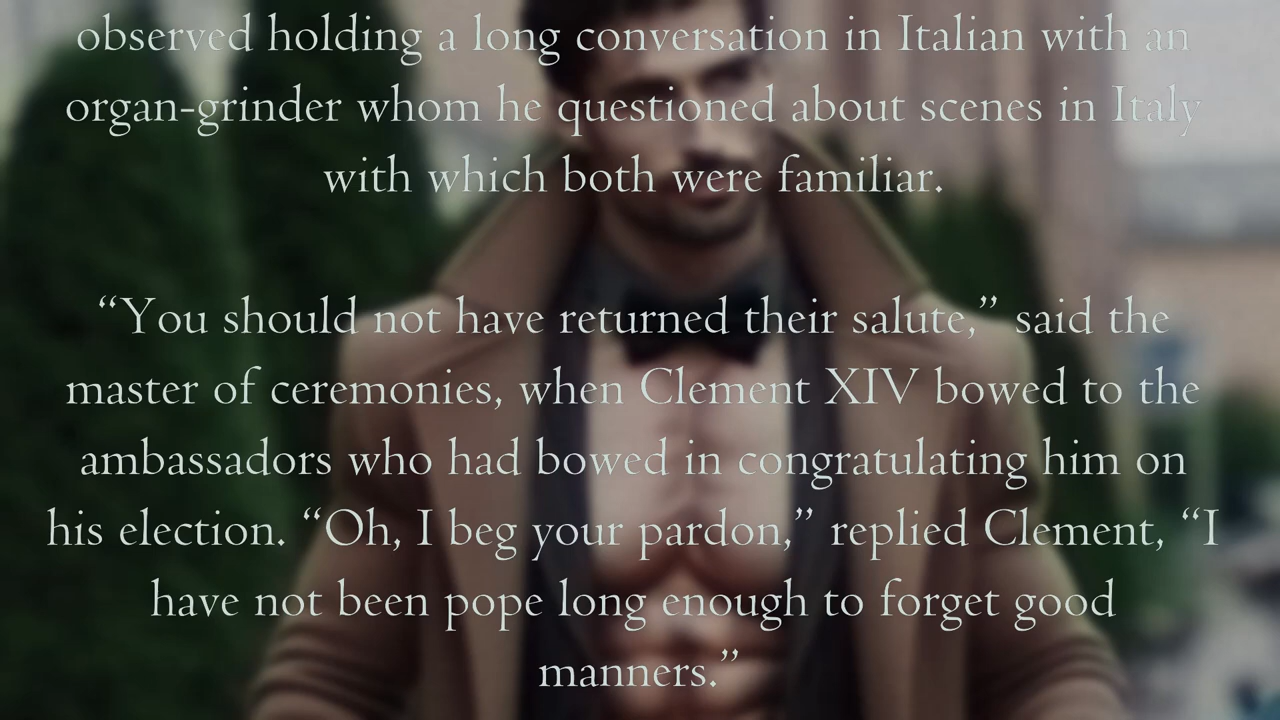 observed holding a long conversation in Italian with an
organ-grinder whom he questioned about scenes in Italy
with which both were familiar.
“You should not have returned their salute,” said the
master of ceremonies, when Clement XIV bowed to the
ambassadors who had bowed in congratulating him on
his election. “Oh, I beg your pardon,” replied Clement, “I
have not been pope long enough to forget good
manners.”